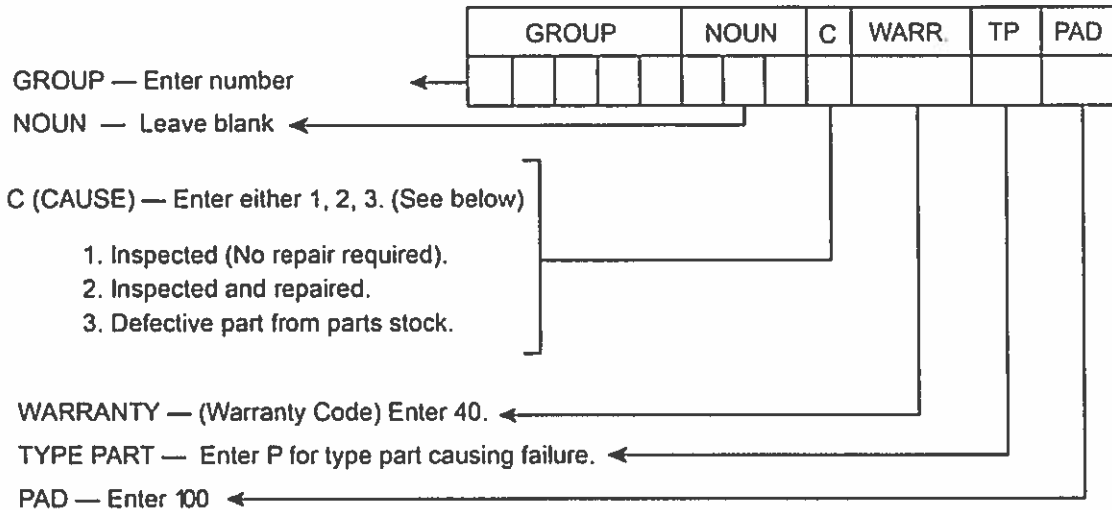 GROUP NOUN C WARR. TP PAD
GROUP — Enter number
NOUN — Leave blank
C (CAUSE) — Enter either 1, 2, 3. (See below)
1. Inspected (No repair required).
2. Inspected and repaired.
3. Defective part from parts stock.
WARRANTY — (Warranty Code) Enter 40.
TYPE PART — Enter P for type part causing failure.
PAD — Enter 100